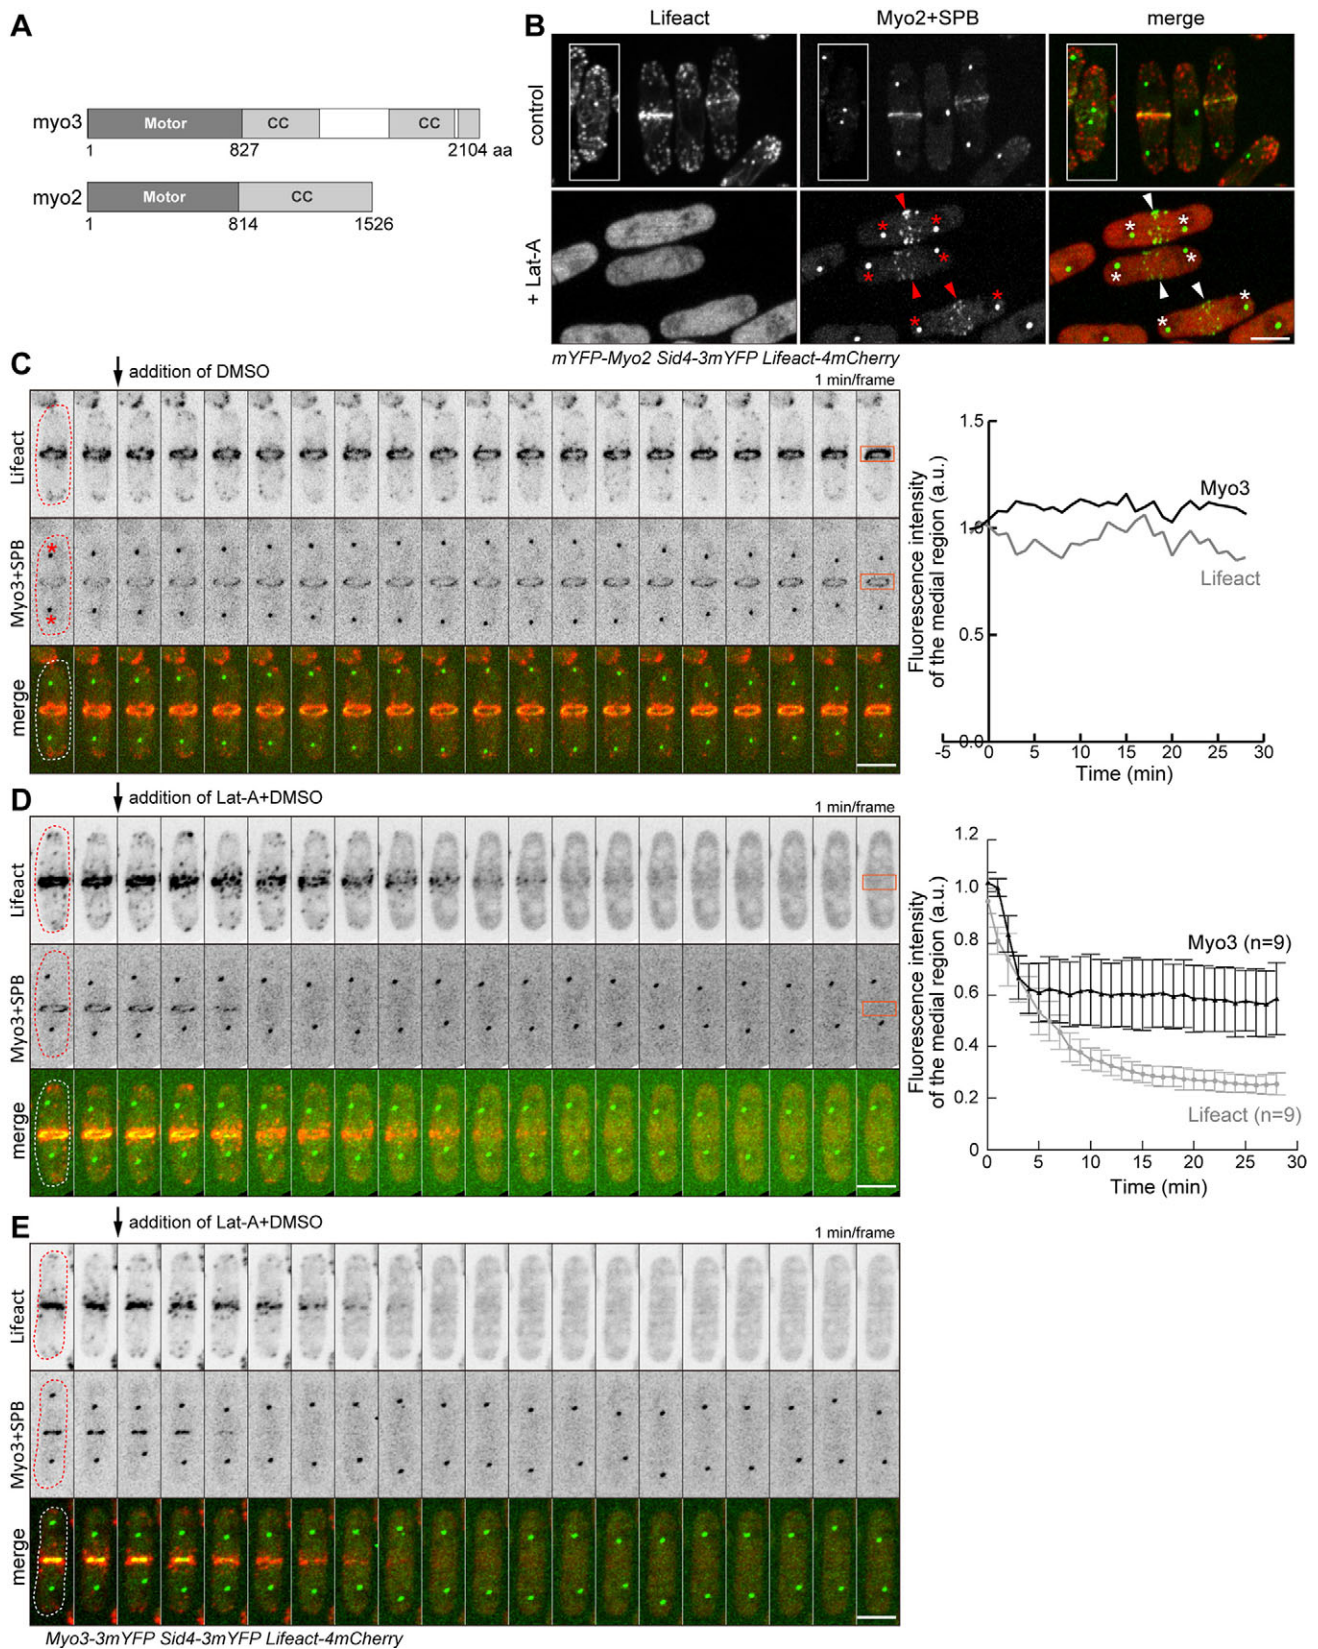 A
myo3
Motor
CC
CC
1
827
2104 aa
myo2
Motor
CC
1
814
1526
B
Lifeact
Myo2+SPB
merge
control
+ Lat-A
*
*
*
*
*
*
*
*
*
*
*
*
mYFP-Myo2 Sid4-3mYFP Lifeact-4mCherry
C
addition of DMSO
1 min/frame
Lifeact
Myo3+SPB
*
*
merge
Fluorescence intensity
of the medial region (a.u.)
1.5
1.0
0.5
0.0
Myo3
Lifeact
-5
0
5
10
15
20
25
30
Time (min)
D
addition of Lat-A+DMSO
1 min/frame
Lifeact
Myo3+SPB
merge
Fluorescence intensity
of the medial region (a.u.)
1.2
1.0
0.8
0.6
0.4
0.2
0
Myo3 (n=9)
Lifeact (n=9)
0
5
10
15
20
25
30
Time (min)
E
addition of Lat-A+DMSO
1 min/frame
Lifeact
Myo3+SPB
merge
Myo3-3mYFP Sid4-3mYFP Lifeact-4mCherry